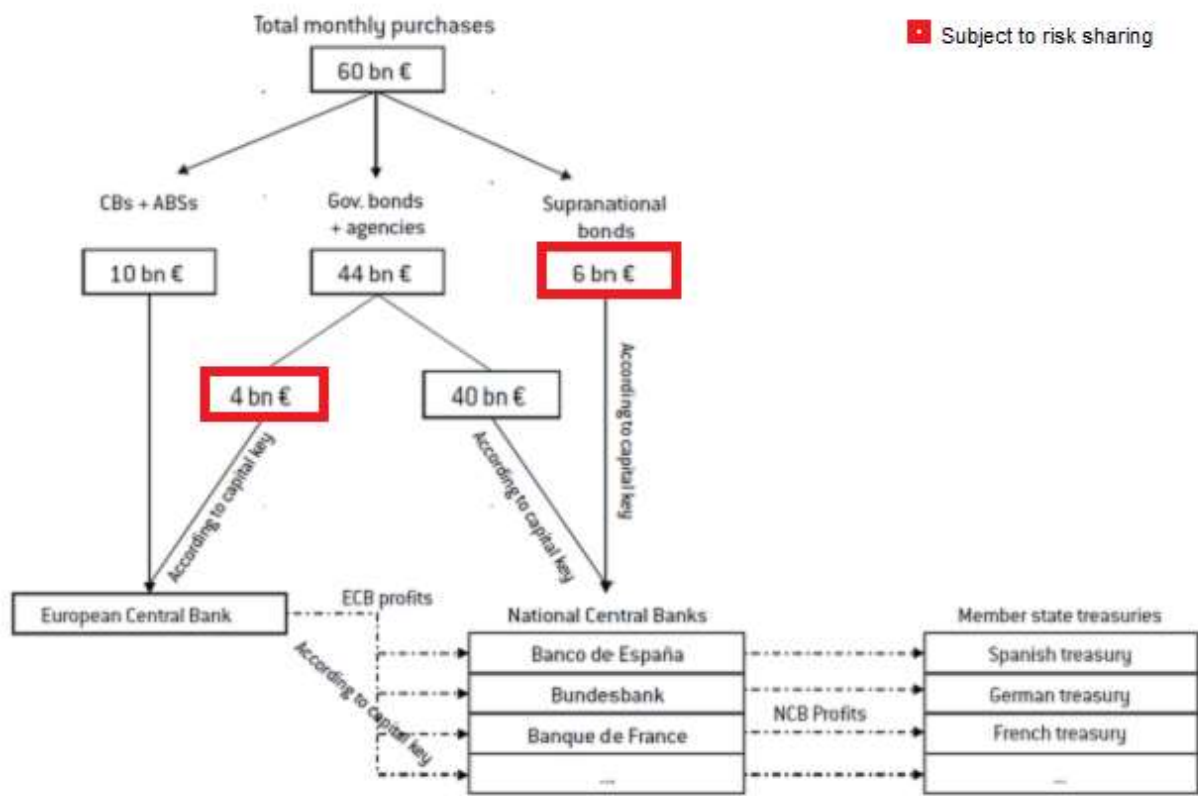 Total monthly purchases
Subject to risk sharing
60 bn €
CBs + ABSs
Gov. bonds
+ agencies
Supranational
bonds
10 bn €
44 bn €
6 bn €
4 bn €
40 bn €
According to capital key
According to capital key
According to capital key
European Central Bank
ECB profits
According to capital key
National Central Banks
Member state treasuries
Banco de España
Spanish treasury
Bundesbank
German treasury
NCB Profits
Banque de France
French treasury
...
...